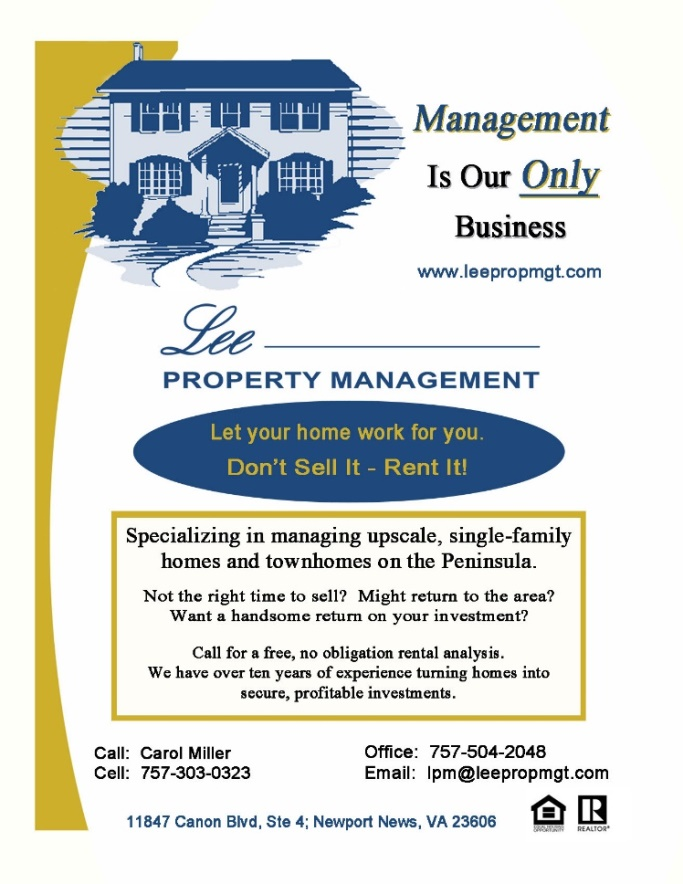 Management
Is Our Only
Business
www.leepropmgt.com
Lee
PROPERTY MANAGEMENT
Let your home work for you.
Don't Sell It - Rent It!
Specializing in managing upscale, single-family
homes and townhomes on the Peninsula.
Not the right time to sell?  Might return to the area?
Want a handsome return on your investment?
Call for a free, no obligation rental analysis.
We have over ten years of experience turning homes into
secure, profitable investments.
Call:  Carol Miller
Cell:  757-303-0323
Office:  757-504-2048
Email:  lpm@leepropmgt.com
11847 Canon Blvd, Ste 4; Newport News, VA 23606
EQUAL HOUSING
OPPORTUNITY
REALTOR®